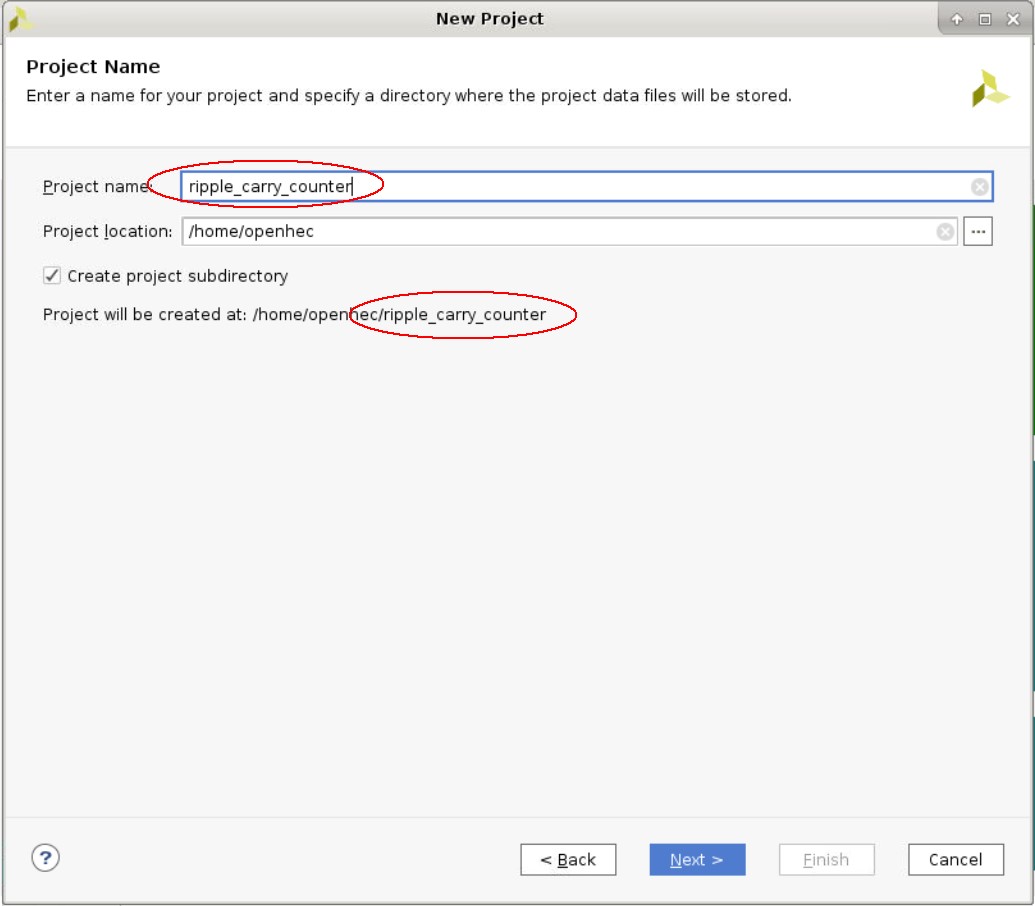 New Project
Project Name
Enter a name for your project and specify a directory where the project data files will be stored.
Project name: ripple_carry_counter
Project location: /home/openhec ...
Create project subdirectory
Project will be created at: /home/openhec/ripple_carry_counter
? < Back Next > Finish Cancel